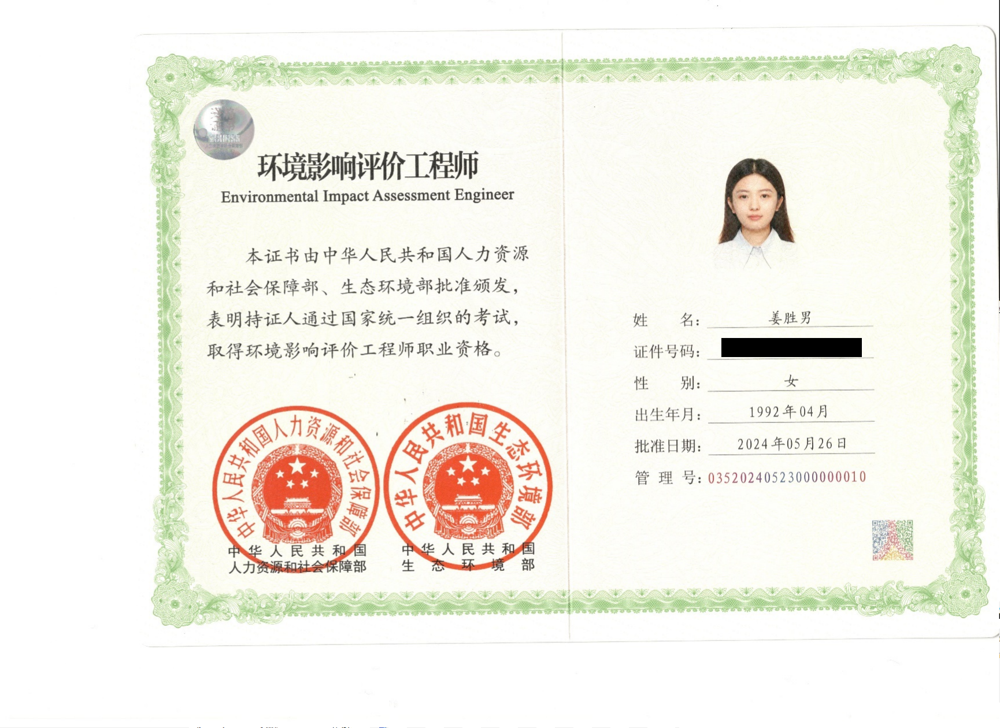 环境影响评价工程师
Environmental Impact Assessment Engineer
本证书由中华人民共和国人力资源
和社会保障部、生态环境部批准颁发，
表明持证人通过国家统一组织的考试，
取得环境影响评价工程师职业资格。
中华人民共和国人力资源和社会保障部
中华人民共和国
人力资源和社会保障部
中华人民共和国生态环境部
中华人民共和国
生态环境部
姓名：姜胜男
证件号码：
性别：女
出生年月：1992年04月
批准日期：2024年05月26日
管理号：03520240523000000010